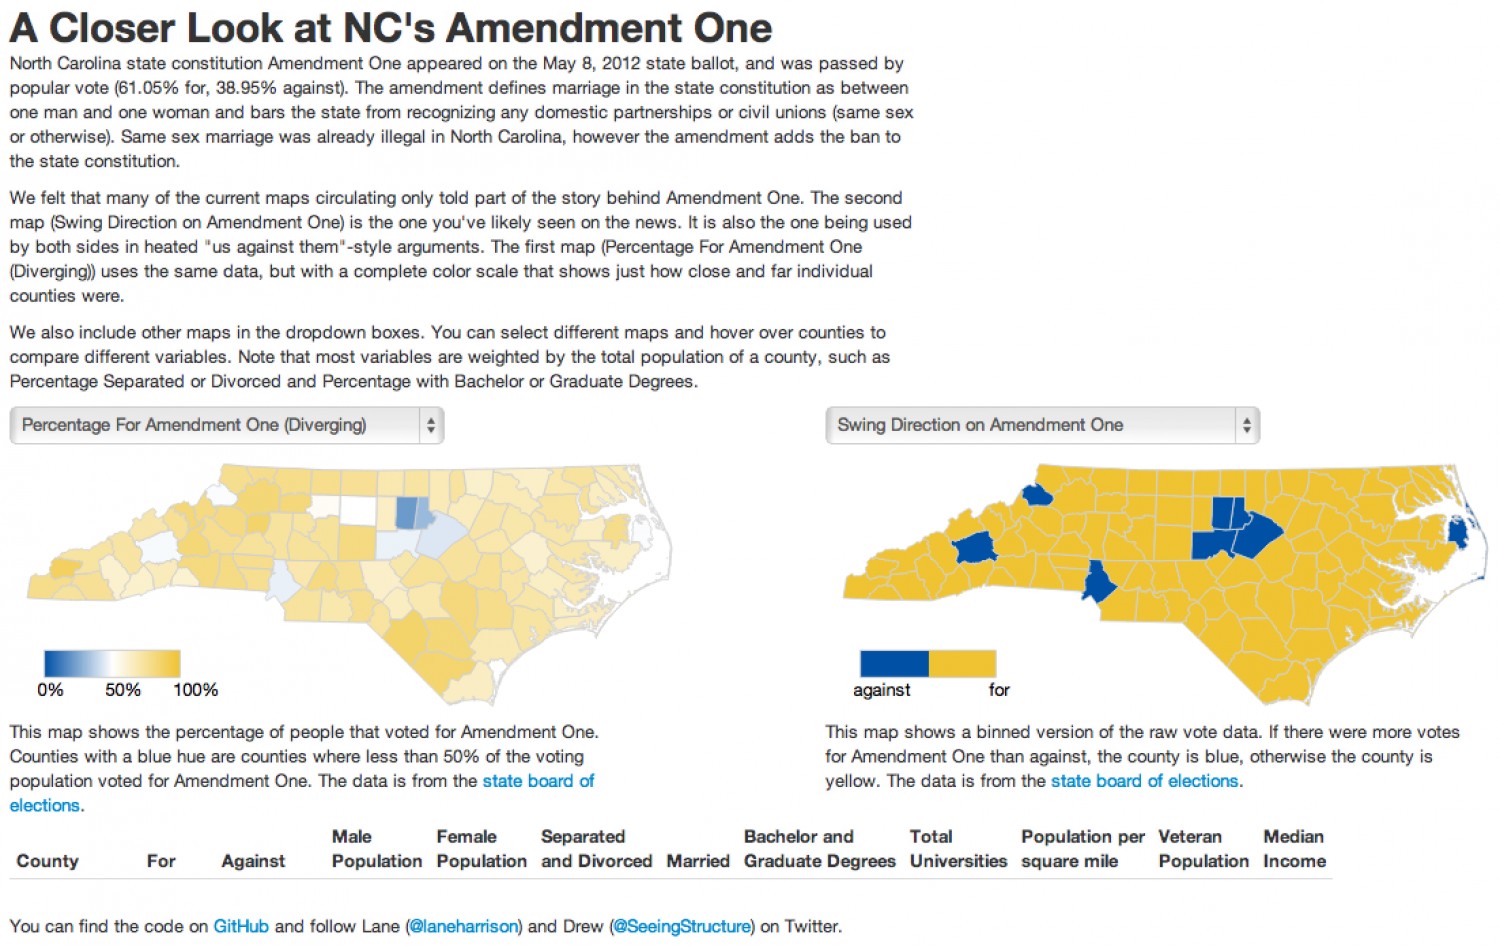 A Closer Look at NC's Amendment One
North Carolina state constitution Amendment One appeared on the May 8, 2012 state ballot, and was passed by
popular vote (61.05% for, 38.95% against). The amendment defines marriage in the state constitution as between
one man and one woman and bars the state from recognizing any domestic partnerships or civil unions (same sex
or otherwise). Same sex marriage was already illegal in North Carolina, however the amendment adds the ban to
the state constitution.
We felt that many of the current maps circulating only told part of the story behind Amendment One. The second
map (Swing Direction on Amendment One) is the one you've likely seen on the news. It is also the one being used
by both sides in heated "us against them"-style arguments. The first map (Percentage For Amendment One
(Diverging)) uses the same data, but with a complete color scale that shows just how close and far individual
counties were.
We also include other maps in the dropdown boxes. You can select different maps and hover over counties to
compare different variables. Note that most variables are weighted by the total population of a county, such as
Percentage Separated or Divorced and Percentage with Bachelor or Graduate Degrees.
Percentage For Amendment One (Diverging)
0% 50% 100%
This map shows the percentage of people that voted for Amendment One.
Counties with a blue hue are counties where less than 50% of the voting
population voted for Amendment One. The data is from the state board of
elections.
Swing Direction on Amendment One
against for
This map shows a binned version of the raw vote data. If there were more votes
for Amendment One than against, the county is blue, otherwise the county is
yellow. The data is from the state board of elections.
Male Female Separated Bachelor and Total Population per Veteran Median
County For Against Population Population and Divorced Married Graduate Degrees Universities square mile Population Income
You can find the code on GitHub and follow Lane (@laneharrison) and Drew (@SeeingStructure) on Twitter.